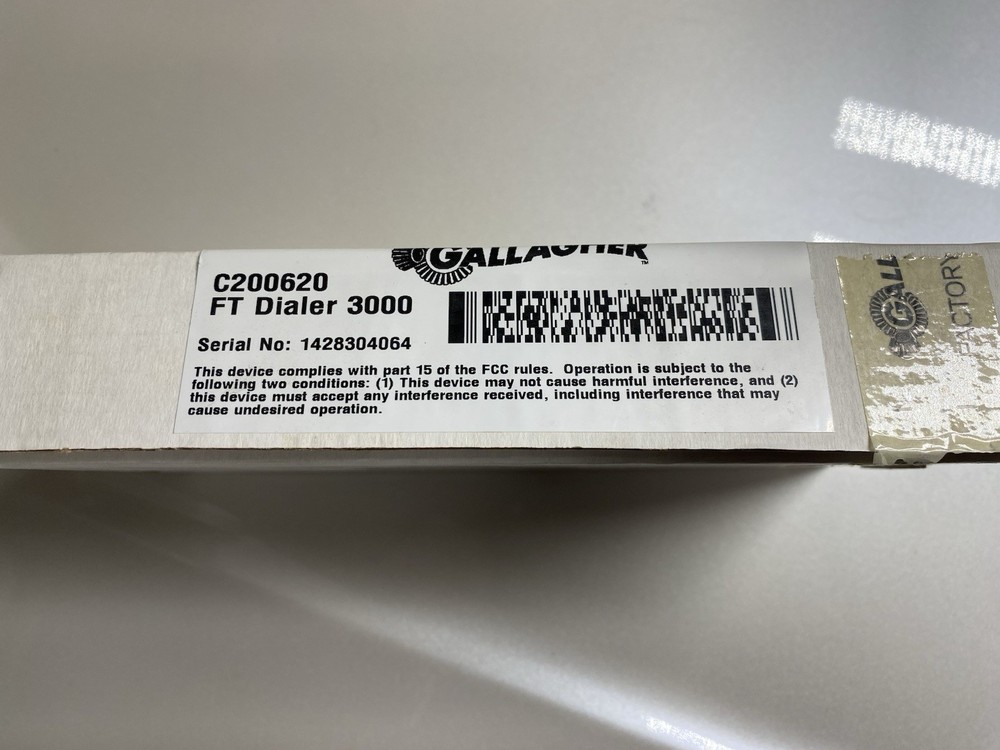 GALLAGHER™
C200620
FT Dialer 3000
Serial No: 1428304064
This device complies with part 15 of the FCC rules. Operation is subject to the
following two conditions: (1) This device may not cause harmful interference, and (2)
this device must accept any interference received, including interference that may
cause undesired operation.
GALL
FACTORY